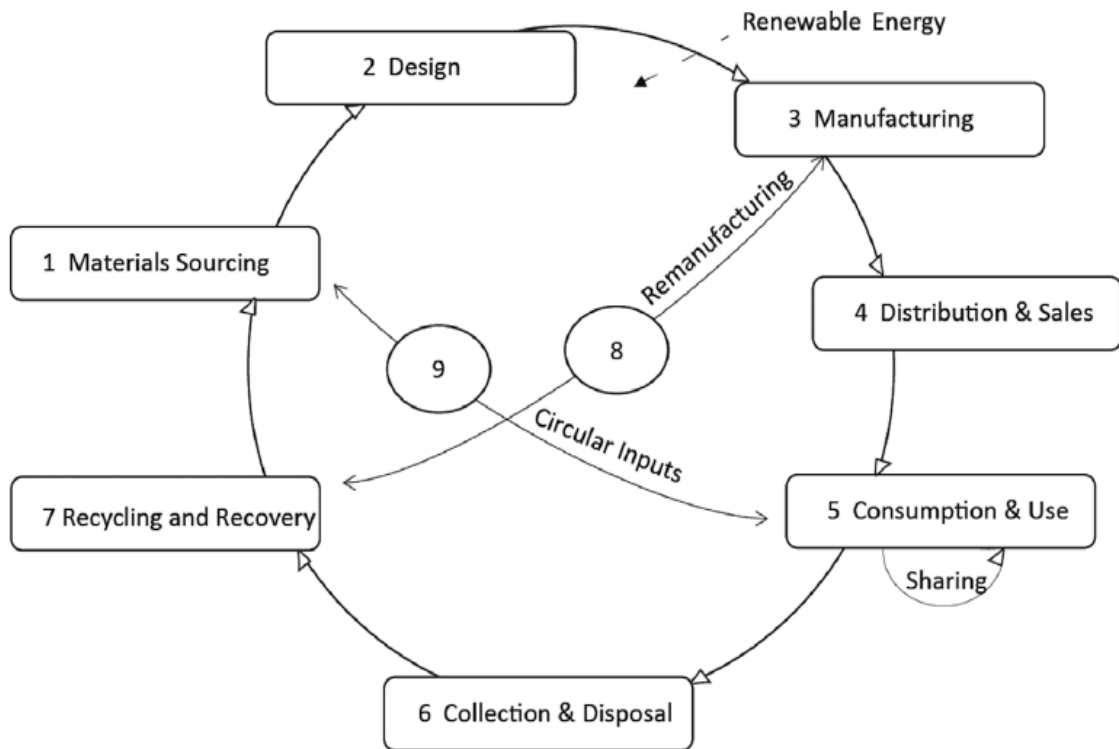 Renewable Energy
2 Design
3 Manufacturing
Remanufacturing
1 Materials Sourcing
4 Distribution & Sales
8
9
Circular Inputs
7 Recycling and Recovery
5 Consumption & Use
Sharing
6 Collection & Disposal